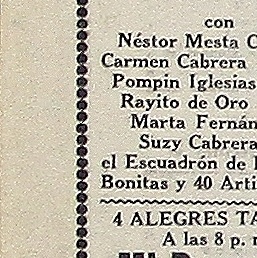 con
Néstor Mesta C
Carmen Cabrera
Pompin Iglesias
Rayito de Oro
Marta Fernán
Suzy Cabrera
el Escuadrón de
Bonitas y 40 Arti
4 ALEGRES TA
A las 8 p.